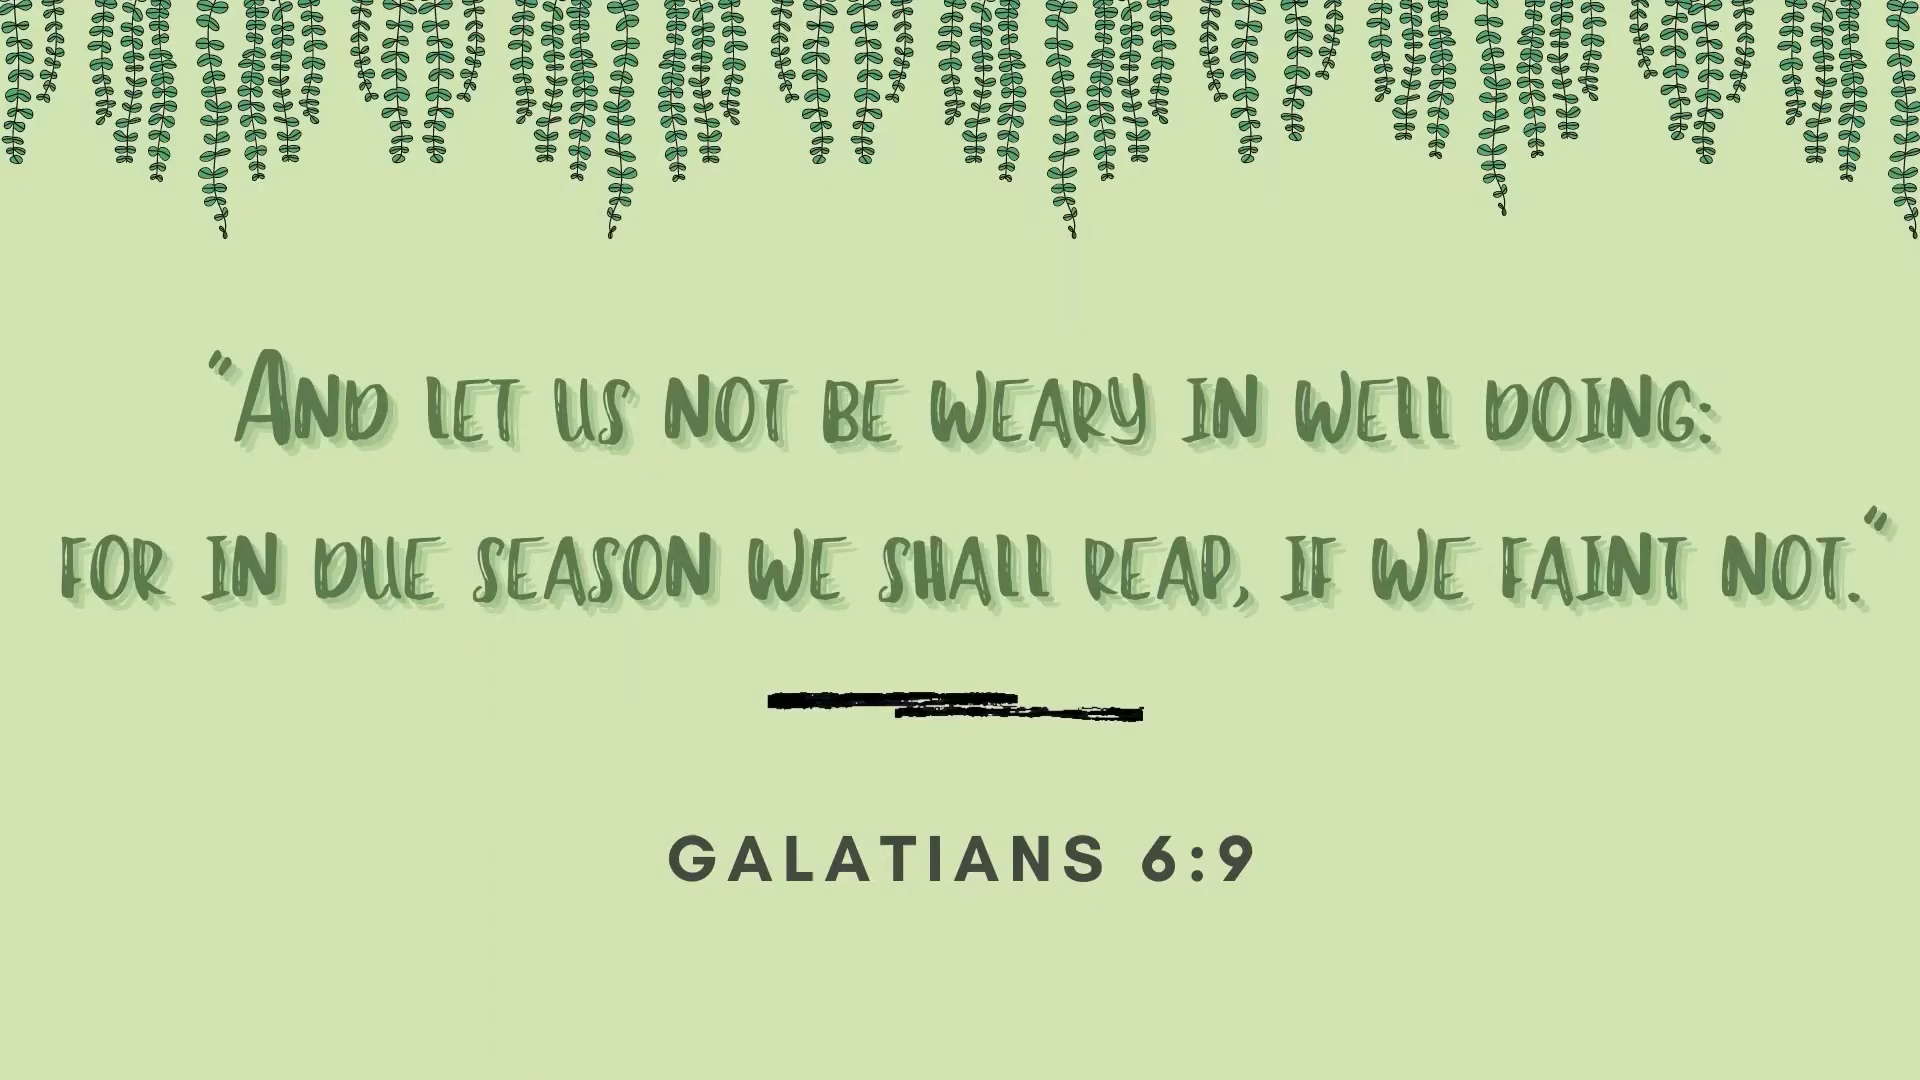 "And let us not be weary in well doing:
for in due season we shall reap, if we faint not."
GALATIANS 6:9